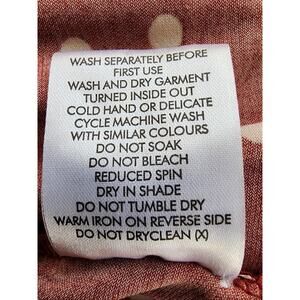 WASH SEPARATELY BEFORE
FIRST USE
WASH AND DRY GARMENT
TURNED INSIDE OUT
COLD HAND OR DELICATE
CYCLE MACHINE WASH
WITH SIMILAR COLOURS
DO NOT SOAK
DO NOT BLEACH
REDUCED SPIN
DRY IN SHADE
DO NOT TUMBLE DRY
WARM IRON ON REVERSE SIDE
DO NOT DRYCLEAN (X)